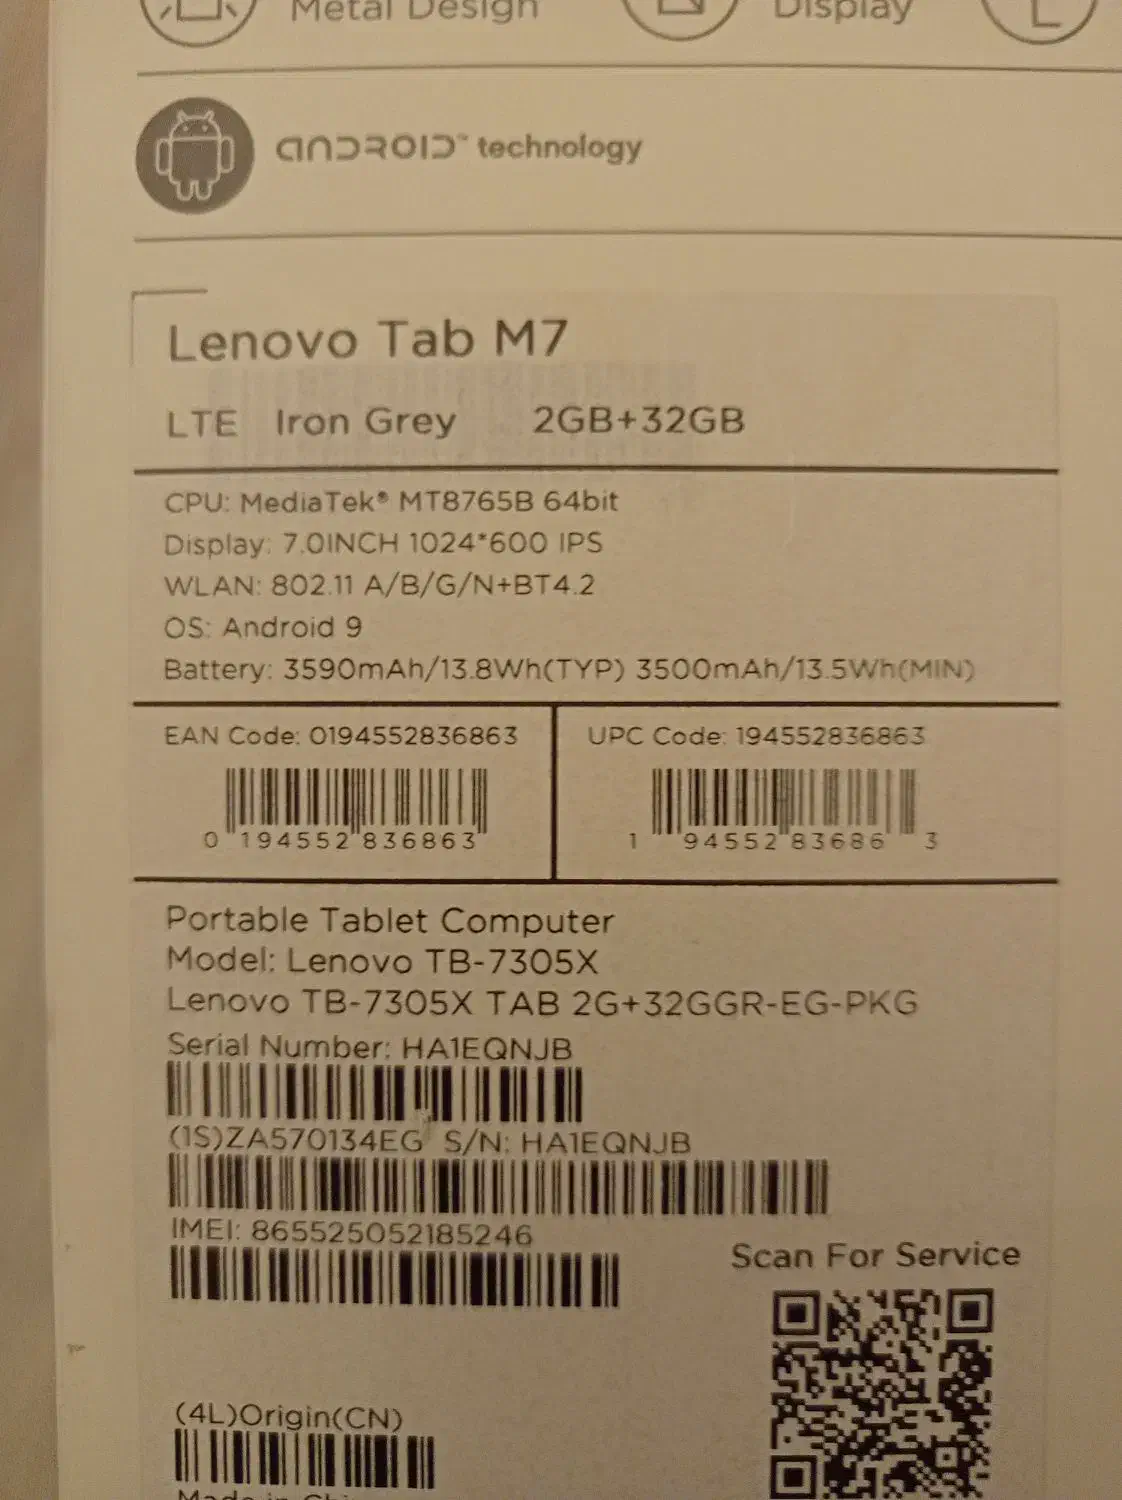 Metal Design Display
ANDROID™ technology
Lenovo Tab M7
LTE Iron Grey 2GB+32GB
CPU: MediaTek® MT8765B 64bit
Display: 7.0INCH 1024*600 IPS
WLAN: 802.11 A/B/G/N+BT4.2
OS: Android 9
Battery: 3590mAh/13.8Wh(TYP) 3500mAh/13.5Wh(MIN)
EAN Code: 0194552836863
0 194552 836863
UPC Code: 194552836863
1 94552 83686 3
Portable Tablet Computer
Model: Lenovo TB-7305X
Lenovo TB-7305X TAB 2G+32GGR-EG-PKG
Serial Number: HA1EQNJB
(1S)ZA570134EG S/N: HA1EQNJB
IMEI: 865525052185246
Scan For Service
(4L)Origin(CN)
Made in